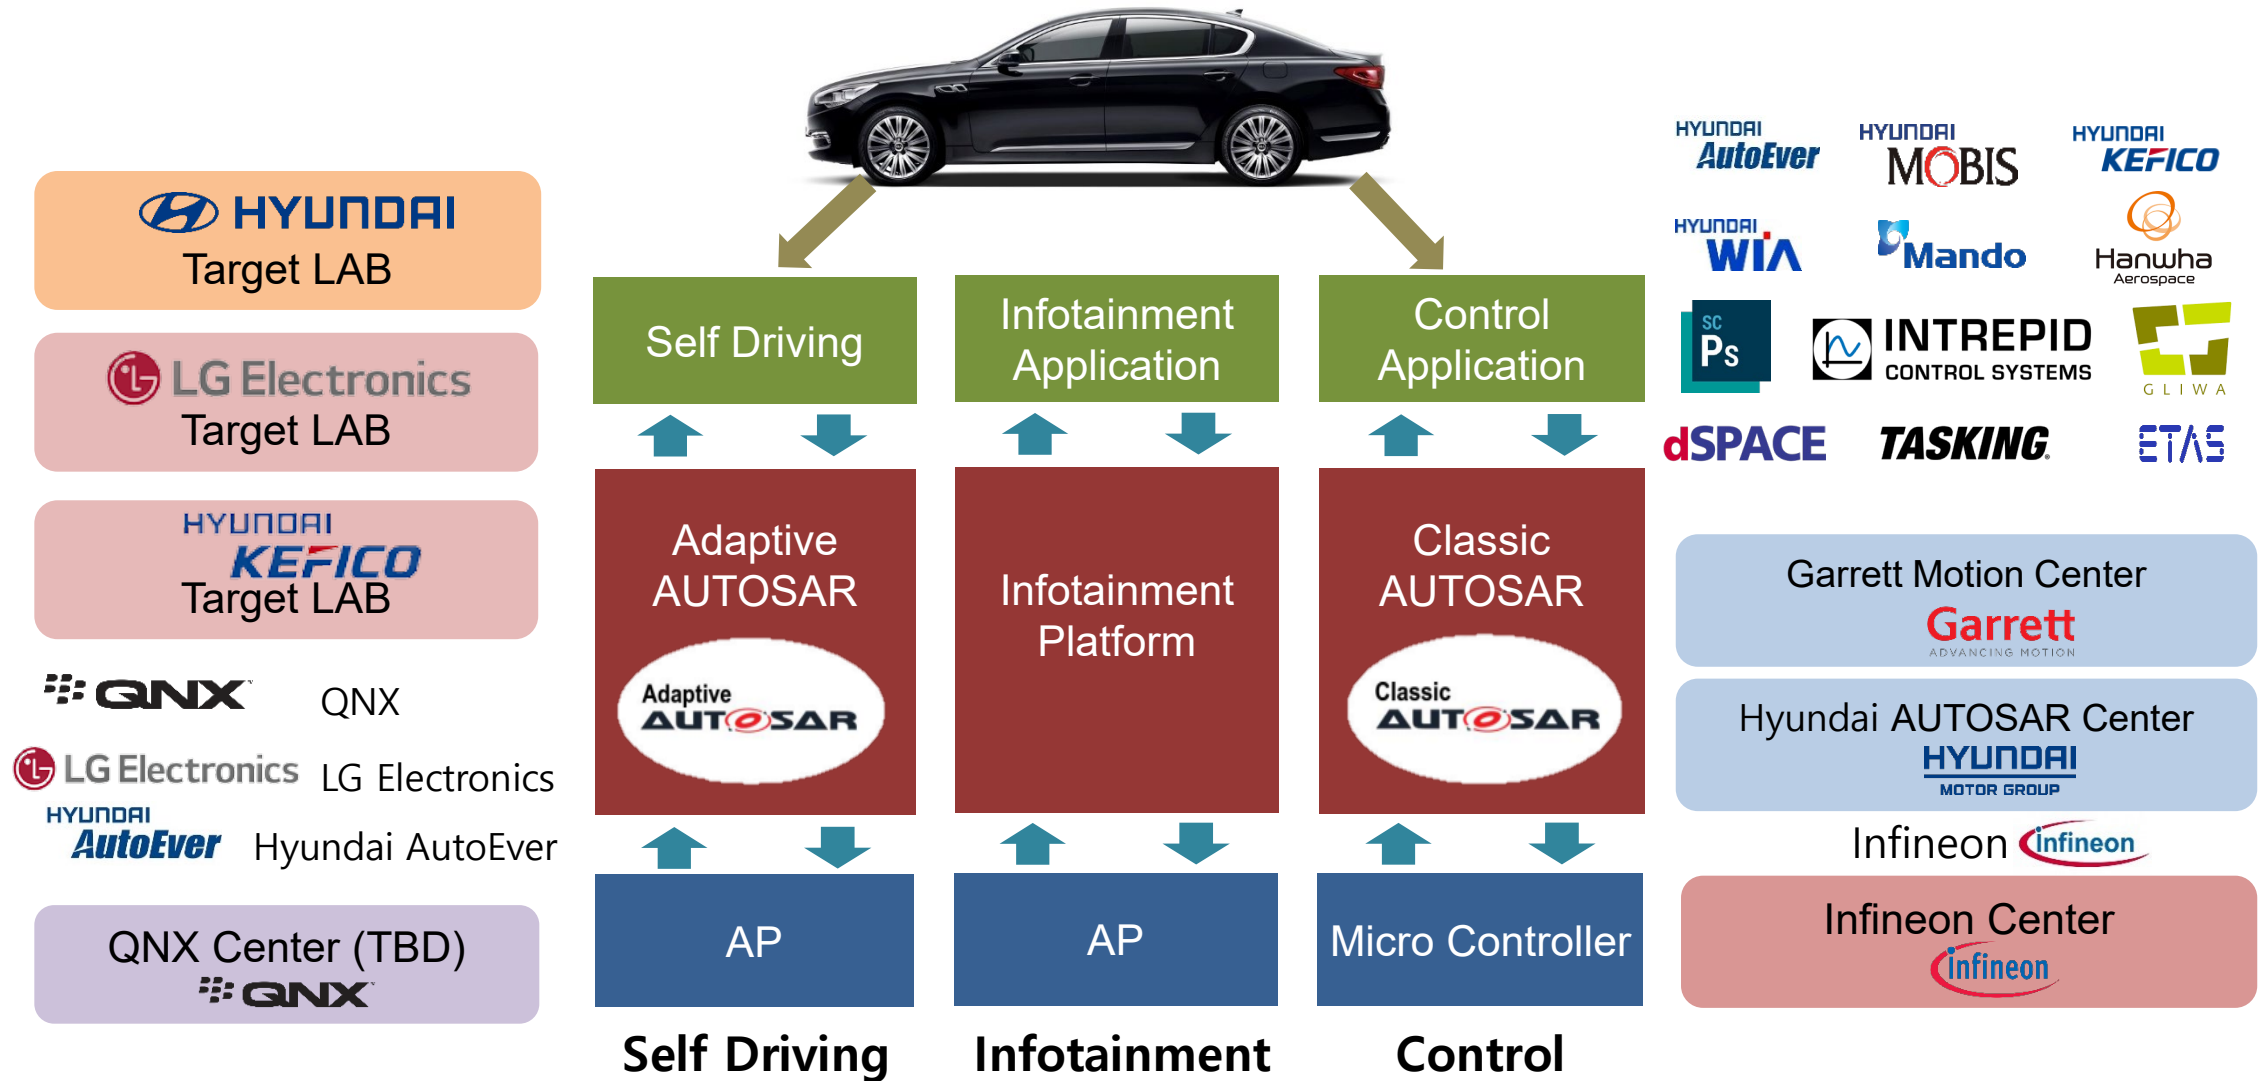 HYUNDAI
Target LAB
LG Electronics
Target LAB
HYUNDAI
KEFICO
Target LAB
QNX
QNX
LG Electronics
LG Electronics
HYUNDAI
AutoEver
Hyundai AutoEver
QNX Center (TBD)
QNX
Self Driving
Adaptive
AUTOSAR
Adaptive
AUTOSAR
AP
Self Driving
Infotainment
Application
Infotainment
Platform
AP
Infotainment
Control
Application
Classic
AUTOSAR
Classic
AUTOSAR
Micro Controller
Control
HYUNDAI
AutoEver
HYUNDAI
MOBIS
HYUNDAI
KEFICO
HYUNDAI
WIA
Mando
Hanwha
Aerospace
SC
Ps
INTREPID
CONTROL SYSTEMS
GLIWA
dSPACE
TASKING®
ETAS
Garrett Motion Center
Garrett
ADVANCING MOTION
Hyundai AUTOSAR Center
HYUNDAI
MOTOR GROUP
Infineon
infineon
Infineon Center
infineon